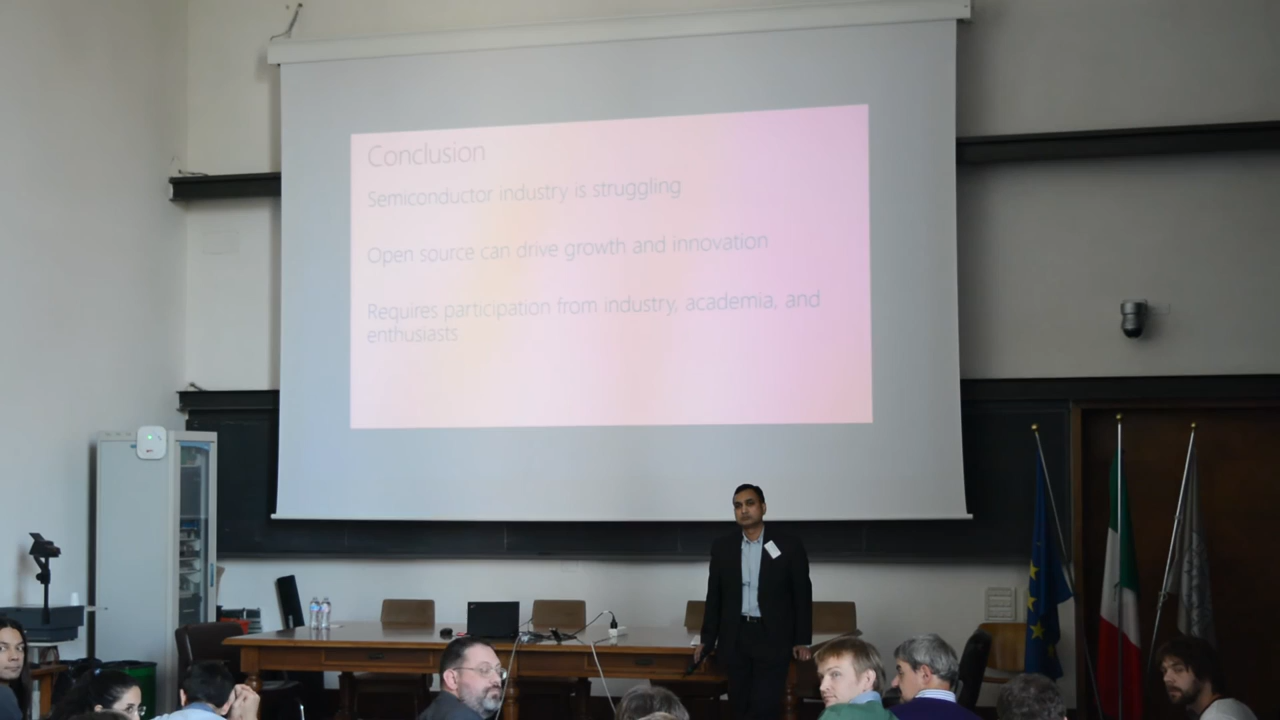 Conclusion
Semiconductor industry is struggling
Open source can drive growth and innovation
Requires participation from industry, academia, and
enthusiasts